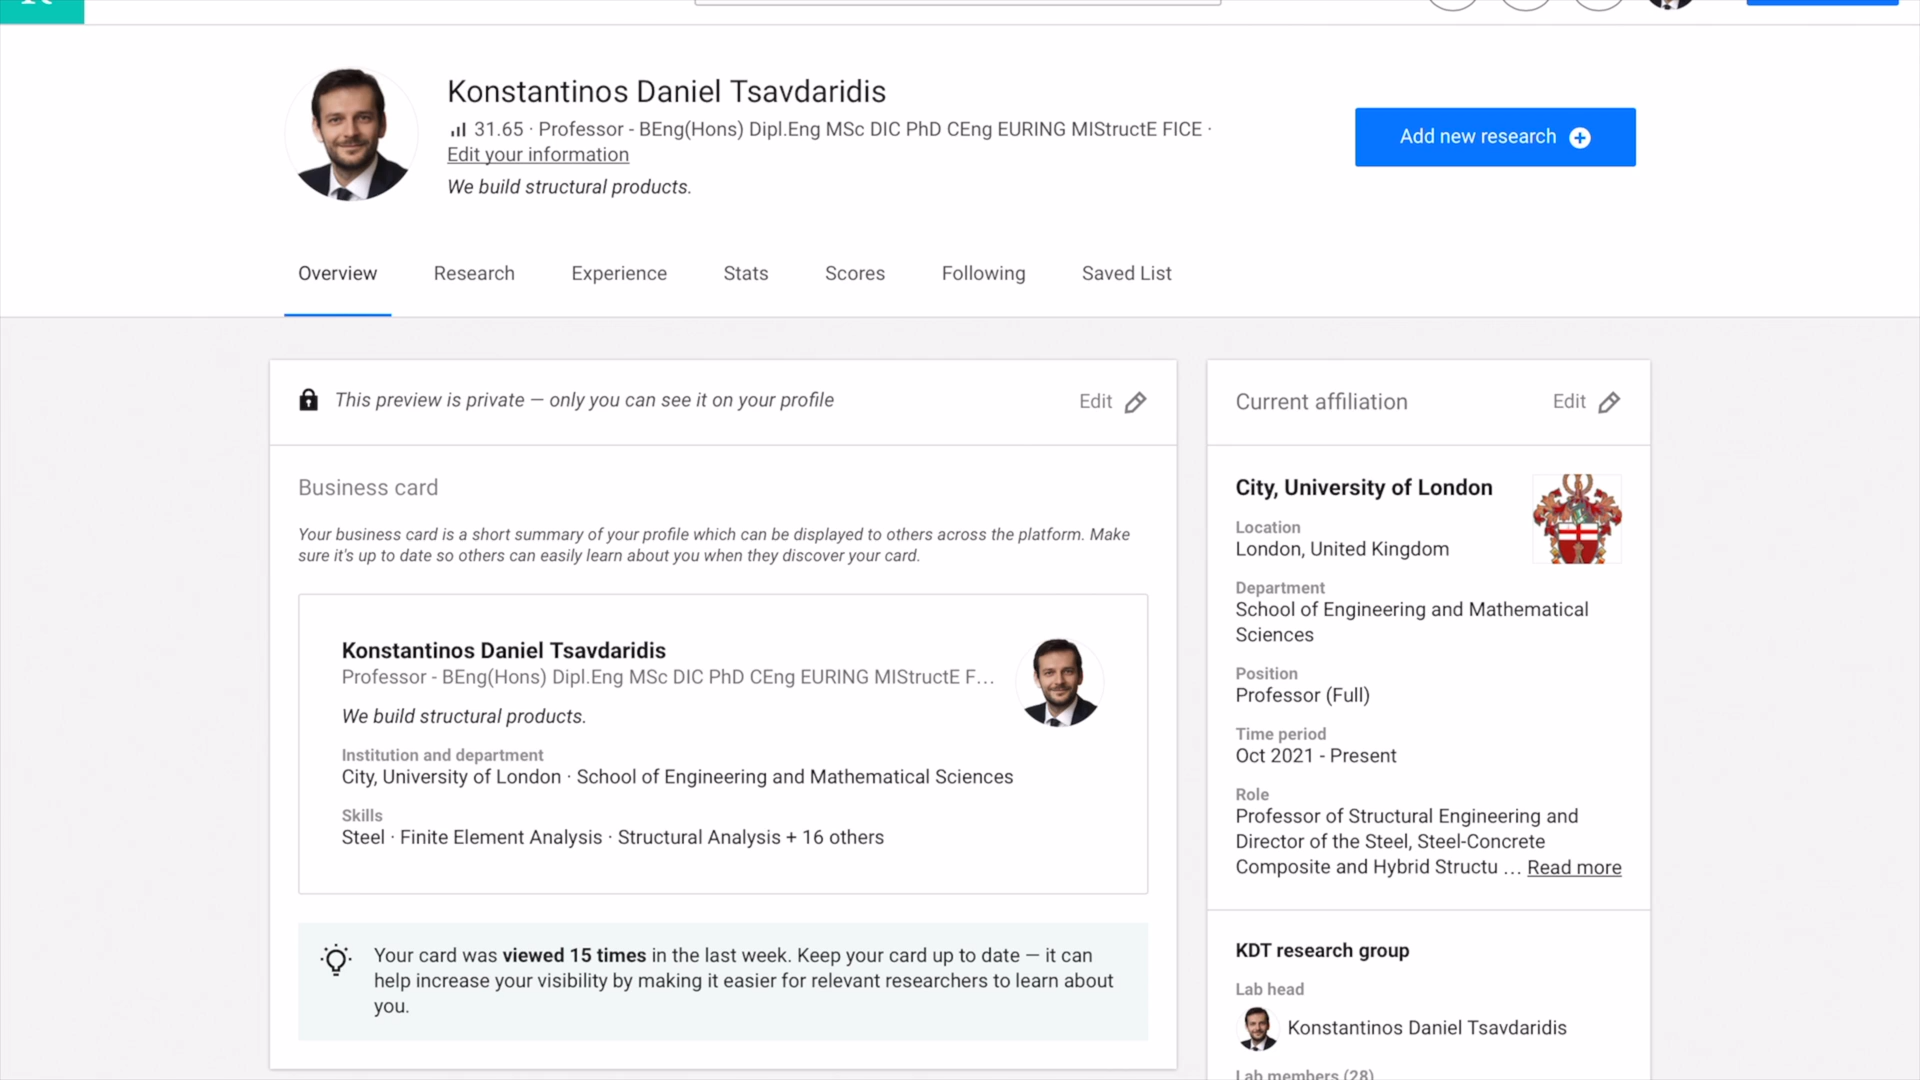 Konstantinos Daniel Tsavdaridis
31.65 · Professor - BEng(Hons) Dipl.Eng MSc DIC PhD CEng EURING MIStructE FICE ·
Edit your information
We build structural products.
Add new research
Overview Research Experience Stats Scores Following Saved List
This preview is private — only you can see it on your profile
Edit
Business card
Your business card is a short summary of your profile which can be displayed to others across the platform. Make
sure it's up to date so others can easily learn about you when they discover your card.
Konstantinos Daniel Tsavdaridis
Professor - BEng(Hons) Dipl.Eng MSc DIC PhD CEng EURING MIStructE F...
We build structural products.
Institution and department
City, University of London · School of Engineering and Mathematical Sciences
Skills
Steel · Finite Element Analysis · Structural Analysis + 16 others
Your card was viewed 15 times in the last week. Keep your card up to date — it can
help increase your visibility by making it easier for relevant researchers to learn about
you.
Current affiliation
Edit
City, University of London
Location
London, United Kingdom
Department
School of Engineering and Mathematical
Sciences
Position
Professor (Full)
Time period
Oct 2021 - Present
Role
Professor of Structural Engineering and
Director of the Steel, Steel-Concrete
Composite and Hybrid Structu ... Read more
KDT research group
Lab head
Konstantinos Daniel Tsavdaridis
Lab members (28)